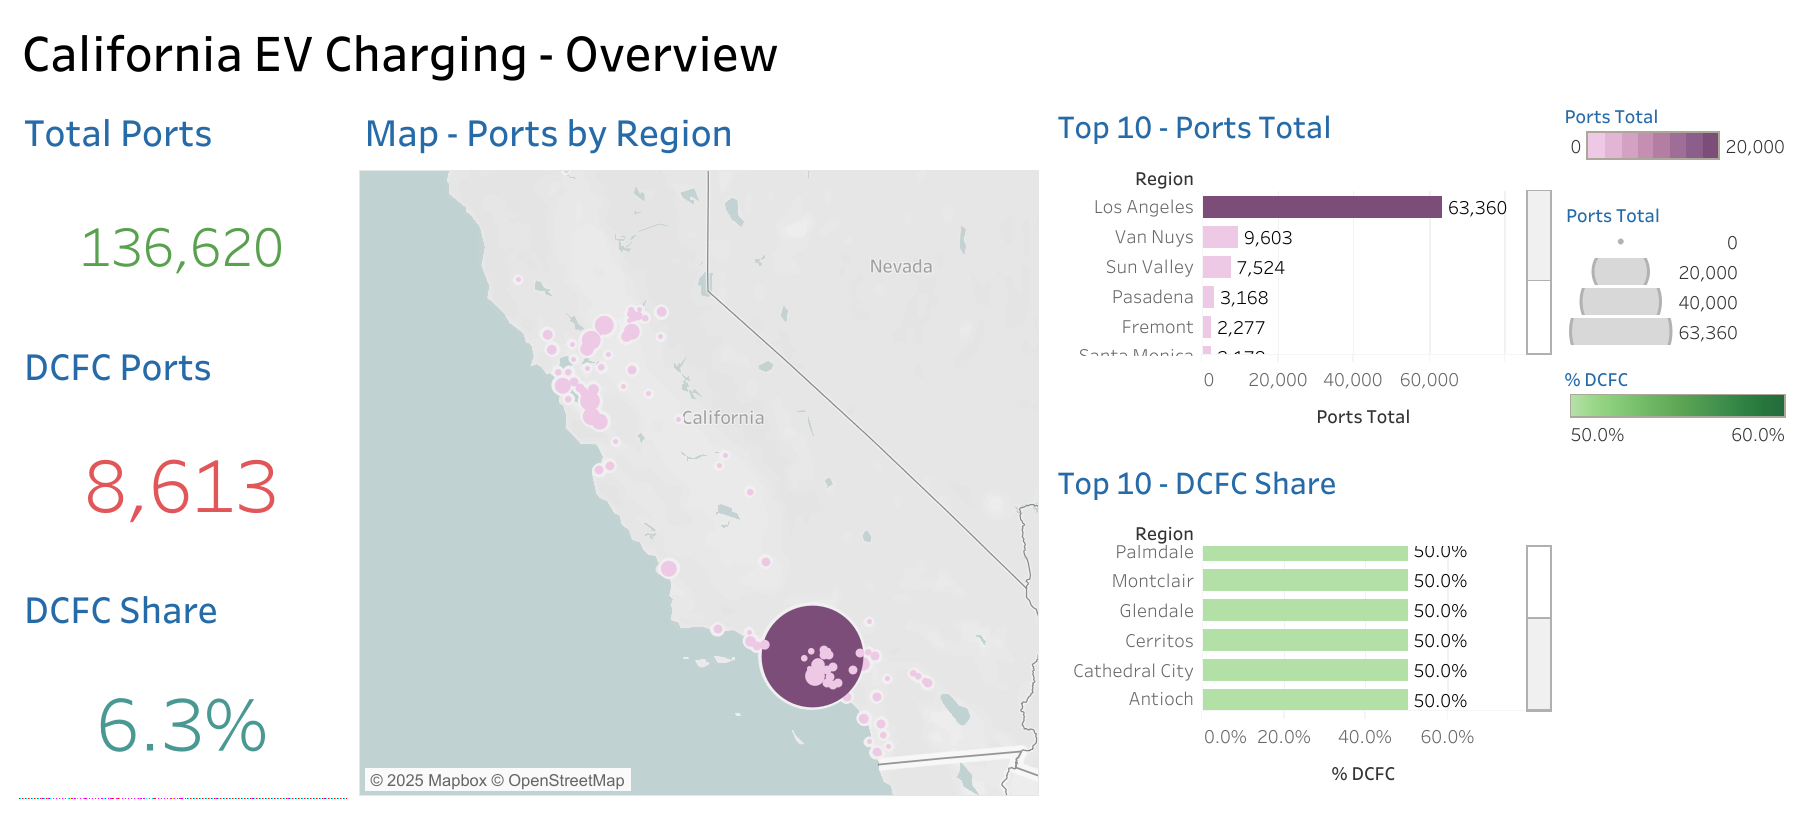 California EV Charging - Overview
Total Ports
136,620
DCFC Ports
8,613
DCFC Share
6.3%
Map - Ports by Region
Nevada
California
© 2025 Mapbox © OpenStreetMap
Top 10 - Ports Total
Region
Los Angeles 63,360
Van Nuys 9,603
Sun Valley 7,524
Pasadena 3,168
Fremont 2,277
Santa Monica
0 20,000 40,000 60,000
Ports Total
Top 10 - DCFC Share
Region
Palmdale 50.0%
Montclair 50.0%
Glendale 50.0%
Cerritos 50.0%
Cathedral City 50.0%
Antioch 50.0%
0.0% 20.0% 40.0% 60.0%
% DCFC
Ports Total
0 20,000
Ports Total
0
20,000
40,000
63,360
% DCFC
50.0% 60.0%